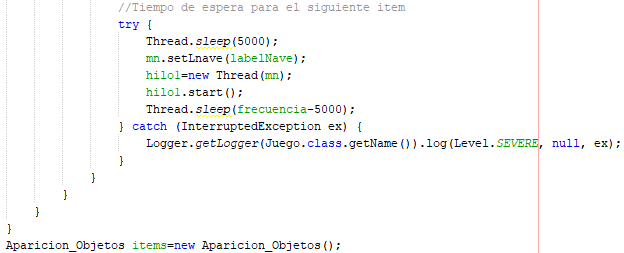 //Tiempo de espera para el siguiente item
try {
Thread.sleep(5000);
mn.setLnave(labelNave);
hilo1=new Thread(mn);
hilo1.start();
Thread.sleep(frecuencia-5000);
} catch (InterruptedException ex) {
Logger.getLogger(Juego.class.getName()).log(Level.SEVERE, null, ex);
}
}
}
}
}
Aparicion_Objetos items=new Aparicion_Objetos();